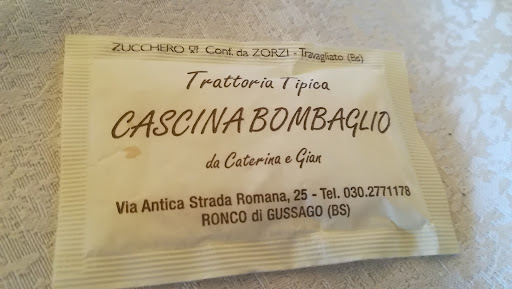 ZUCCHERO Conf. da ZORZI - Travagliato (Bs)
Trattoria Tipica
CASCINA BOMBAGLIO
da Caterina e Gian
Via Antica Strada Romana, 25 - Tel. 030.2771178
RONCO di GUSSAGO (BS)